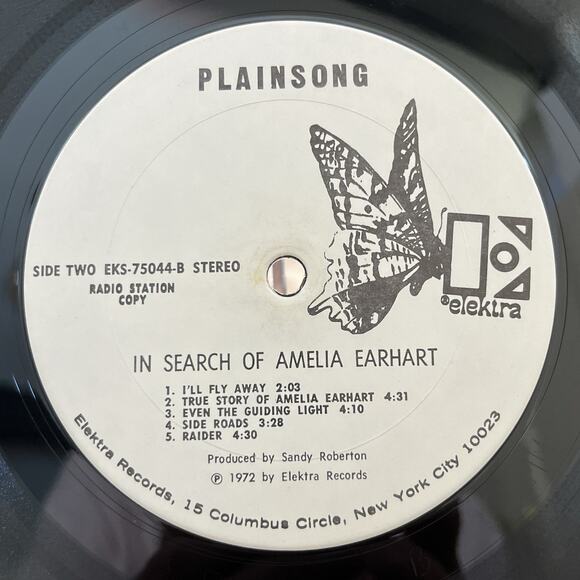 PLAINSONG
® elektra
SIDE TWO EKS-75044-B STEREO
RADIO STATION
COPY
IN SEARCH OF AMELIA EARHART
1. I'LL FLY AWAY 2:03
2. TRUE STORY OF AMELIA EARHART 4:31
3. EVEN THE GUIDING LIGHT 4:10
4. SIDE ROADS 3:28
5. RAIDER 4:30
Produced by Sandy Roberton
℗ 1972 by Elektra Records
Elektra Records, 15 Columbus Circle, New York City 10023